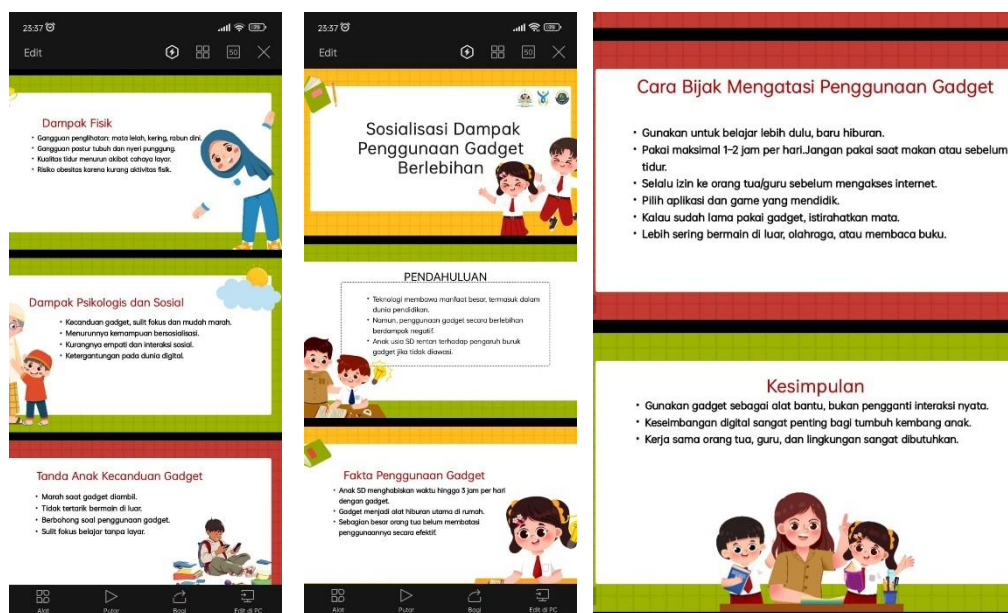 23:37
Edit
50
Dampak Fisik
• Gangguan penglihatan: mata lelah, kering, rabun dini.
• Gangguan postur tubuh dan nyeri punggung.
• Kualitas tidur menurun akibat cahaya layar.
• Risiko obesitas karena kurang aktivitas fisik.
Dampak Psikologis dan Sosial
• Kecanduan gadget, sulit fokus dan mudah marah.
• Menurunnya kemampuan bersosialisasi.
• Kurangnya empati dan interaksi sosial.
• Ketergantungan pada dunia digital.
Tanda Anak Kecanduan Gadget
• Marah saat gadget diambil.
• Tidak tertarik bermain di luar.
• Berbohong soal penggunaan gadget.
• Sulit fokus belajar tanpa layar.
Alat
Putar
Bagi
Edit di PC
23:37
Edit
50
Sosialisasi Dampak
Penggunaan Gadget
Berlebihan
PENDAHULUAN
• Teknologi membawa manfaat besar, termasuk dalam
dunia pendidikan.
• Namun, penggunaan gadget secara berlebihan
berdampak negatif.
• Anak usia SD rentan terhadap pengaruh buruk
gadget jika tidak diawasi.
Fakta Penggunaan Gadget
• Anak SD menghabiskan waktu hingga 3 jam per hari
dengan gadget.
• Gadget menjadi alat hiburan utama di rumah.
• Sebagian besar orang tua belum membatasi
penggunaannya secara efektif.
Alat
Putar
Bagi
Edit di PC
Cara Bijak Mengatasi Penggunaan Gadget
• Gunakan untuk belajar lebih dulu, baru hiburan.
• Pakai maksimal 1–2 jam per hari.Jangan pakai saat makan atau sebelum
tidur.
• Selalu izin ke orang tua/guru sebelum mengakses internet.
• Pilih aplikasi dan game yang mendidik.
• Kalau sudah lama pakai gadget, istirahatkan mata.
• Lebih sering bermain di luar, olahraga, atau membaca buku.
Kesimpulan
• Gunakan gadget sebagai alat bantu, bukan pengganti interaksi nyata.
• Keseimbangan digital sangat penting bagi tumbuh kembang anak.
• Kerja sama orang tua, guru, dan lingkungan sangat dibutuhkan.